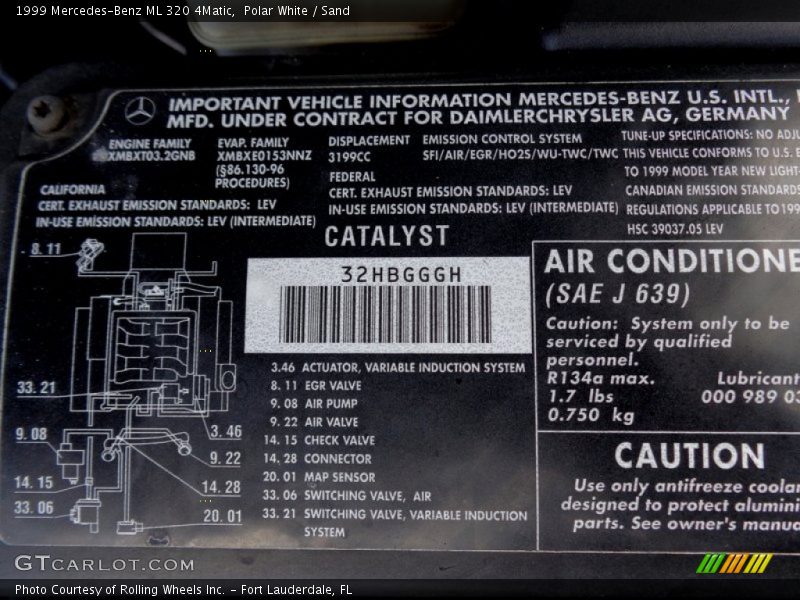 1999 Mercedes-Benz ML 320 4Matic, Polar White / Sand
IMPORTANT VEHICLE INFORMATION MERCEDES-BENZ U.S. INTL.,
MFD. UNDER CONTRACT FOR DAIMLERCHRYSLER AG, GERMANY
ENGINE FAMILY
XMBXT03.2GNB
EVAP. FAMILY
XMBXE0153NNZ
(§86.130-96
PROCEDURES)
DISPLACEMENT
3199CC
EMISSION CONTROL SYSTEM
SFI/AIR/EGR/HO2S/WU-TWC/TWC
FEDERAL
CERT. EXHAUST EMISSION STANDARDS: LEV
IN-USE EMISSION STANDARDS: LEV (INTERMEDIATE)
TUNE-UP SPECIFICATIONS: NO
THIS VEHICLE CONFORMS TO U.S.
TO 1999 MODEL YEAR NEW LIGHT-
CANADIAN EMISSION STANDARDS
REGULATIONS APPLICABLE TO
HSC 39037.05 LEV
CALIFORNIA
CERT. EXHAUST EMISSION STANDARDS: LEV
IN-USE EMISSION STANDARDS: LEV (INTERMEDIATE)
CATALYST
32HBGGGH
8. 11
33. 21
9. 08
14. 15
33. 06
3. 46
9. 22
14. 28
20. 01
3.46 ACTUATOR, VARIABLE INDUCTION SYSTEM
8. 11 EGR VALVE
9. 08 AIR PUMP
9. 22 AIR VALVE
14. 15 CHECK VALVE
14. 28 CONNECTOR
20. 01 MAP SENSOR
33. 06 SWITCHING VALVE, AIR
33. 21 SWITCHING VALVE, VARIABLE INDUCTION
SYSTEM
AIR CONDITIONE
(SAE J 639)
Caution: System only to be
serviced by qualified
personnel.
R134a max. Lubricant
1.7 lbs 000 989 03
0.750 kg
CAUTION
Use only antifreeze coolan
designed to protect alumini
parts. See owner's manua
GTCARLOT.COM
Photo Courtesy of Rolling Wheels Inc. - Fort Lauderdale, FL